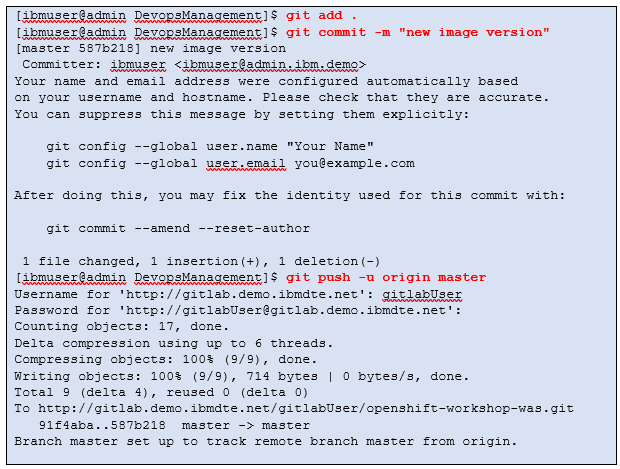 [ibmuser@admin DevopsManagement]$ git add .
[ibmuser@admin DevopsManagement]$ git commit -m "new image version"
[master 587b218] new image version
 Committer: ibmuser <ibmuser@admin.ibm.demo>
Your name and email address were configured automatically based
on your username and hostname. Please check that they are accurate.
You can suppress this message by setting them explicitly:

    git config --global user.name "Your Name"
    git config --global user.email you@example.com

After doing this, you may fix the identity used for this commit with:

    git commit --amend --reset-author

 1 file changed, 1 insertion(+), 1 deletion(-)
[ibmuser@admin DevopsManagement]$ git push -u origin master
Username for 'http://gitlab.demo.ibmdte.net': gitlabUser
Password for 'http://gitlabUser@gitlab.demo.ibmdte.net':
Counting objects: 17, done.
Delta compression using up to 6 threads.
Compressing objects: 100% (9/9), done.
Writing objects: 100% (9/9), 714 bytes | 0 bytes/s, done.
Total 9 (delta 4), reused 0 (delta 0)
To http://gitlab.demo.ibmdte.net/gitlabUser/openshift-workshop-was.git
   91f4aba..587b218  master -> master
Branch master set up to track remote branch master from origin.